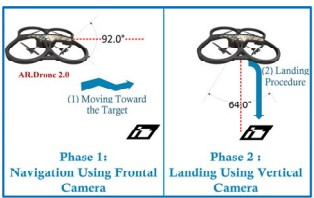 92.0°
AR.Drone 2.0
(1) Moving Toward
the Target
Phase 1:
Navigation Using Frontal
Camera
(2) Landing
Procedure
64.0°
Phase 2 :
Landing Using Vertical
Camera